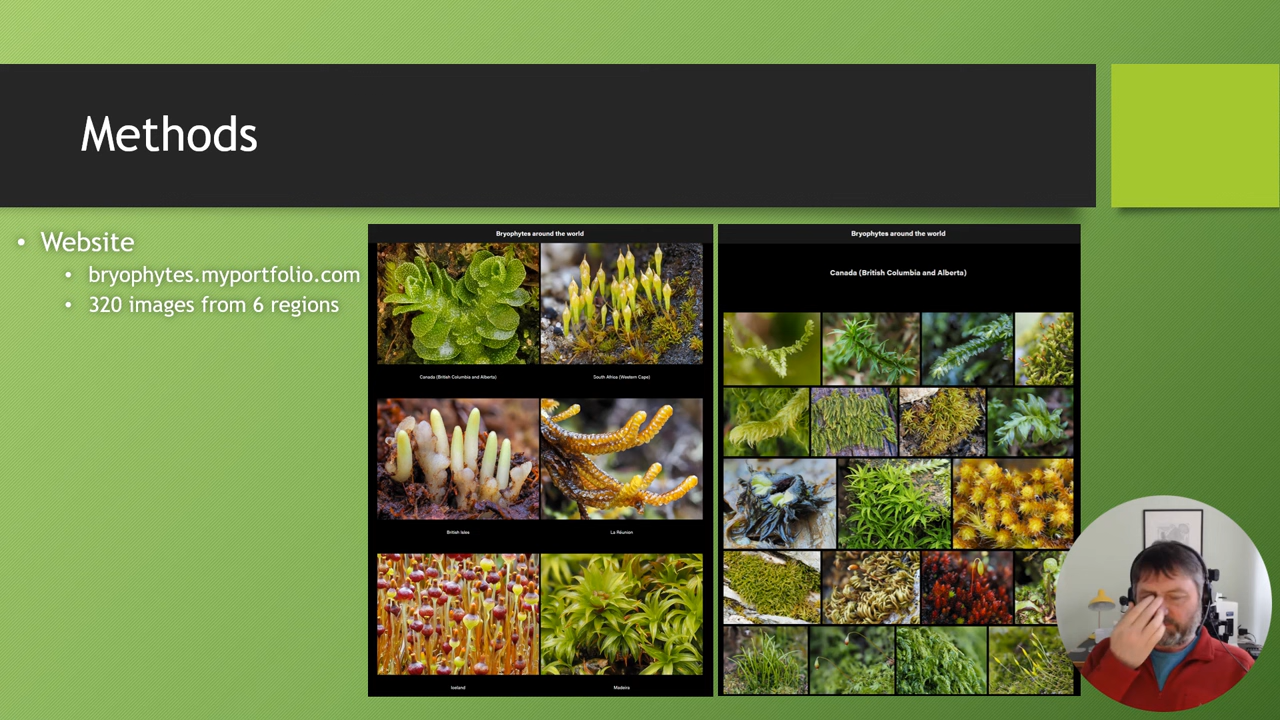 Methods
• Website
• bryophytes.myportfolio.com
• 320 images from 6 regions
Bryophytes around the world
Canada (British Columbia and Alberta)
South Africa (Western Cape)
British Isles
La Réunion
Iceland
Madeira
Bryophytes around the world
Canada (British Columbia and Alberta)